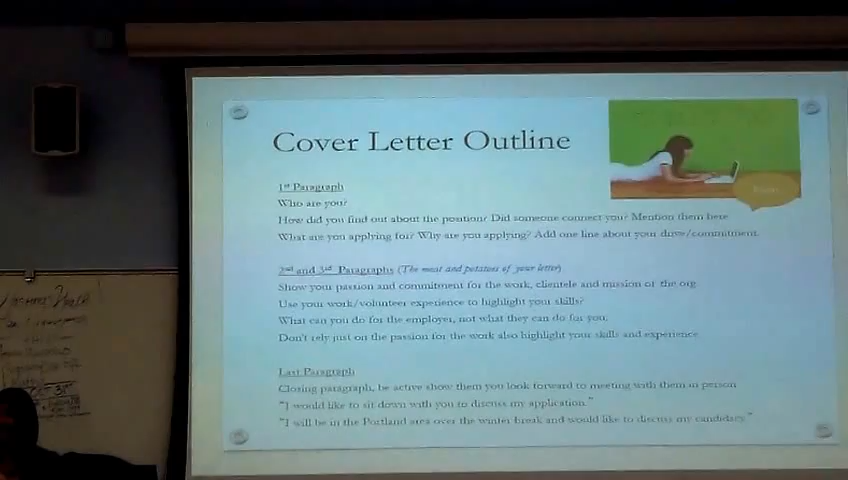 Cover Letter Outline
1st Paragraph
Who are you?
How did you find out about the position? Did someone connect you? Mention them here
What are you applying for? Why are you applying? Add one line about your drive/commitment.
2nd and 3rd Paragraphs (The meat and potatoes of your letter)
Show your passion and commitment for the work, clientele and mission of the org.
Use your work/volunteer experience to highlight your skills?
What can you do for the employer, not what they can do for you.
Don't rely just on the passion for the work also highlight your skills and experience
Last Paragraph
Closing paragraph, be active show them you look forward to meeting with them in person
"I would like to sit down with you to discuss my application."
"I will be in the Portland area over the winter break and would like to discuss my candidacy."